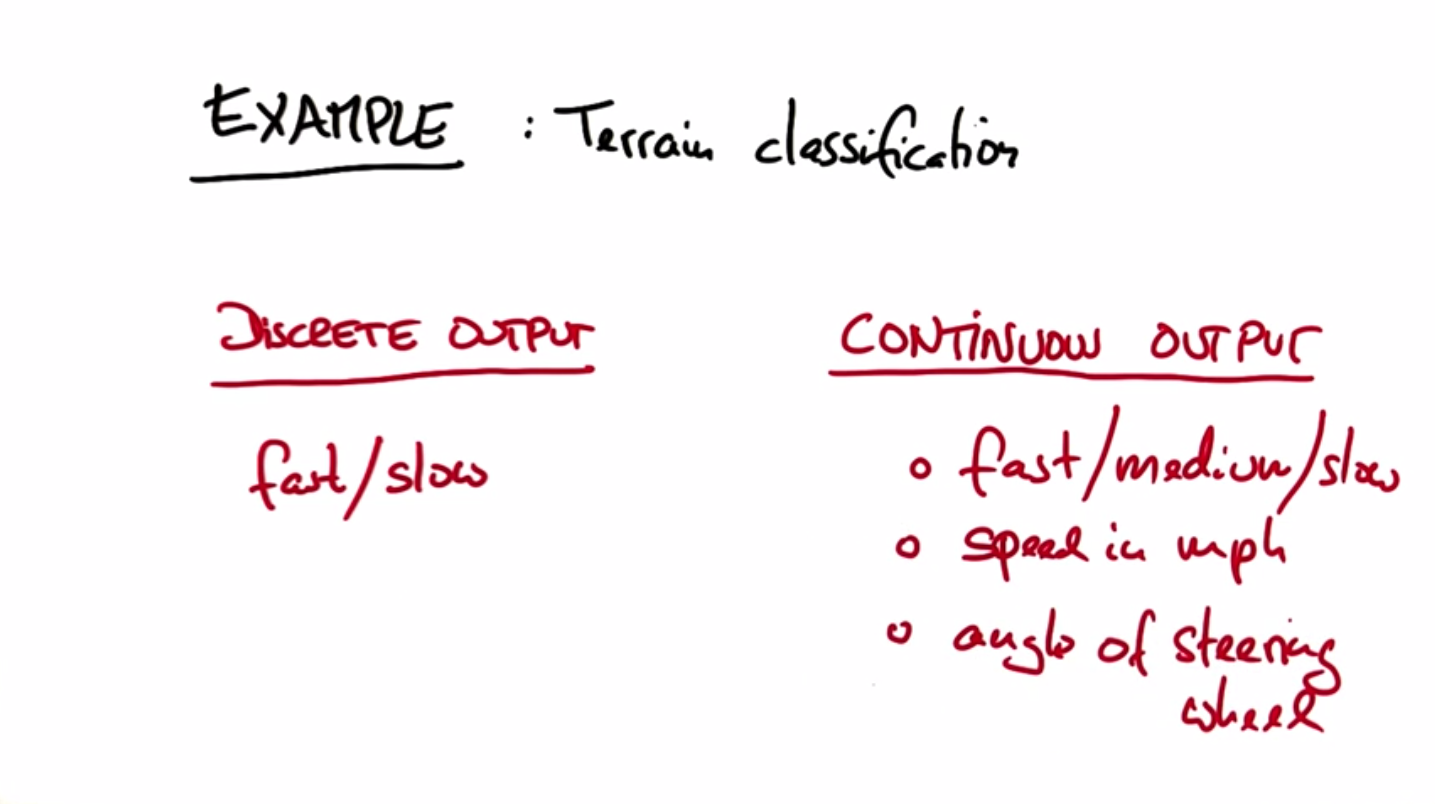 EXAMPLE : Terrain classification
DISCRETE OUTPUT
fast/slow
CONTINUOUS OUTPUT
o fast/medium/slow
o speed in mph
o angle of steering
wheel